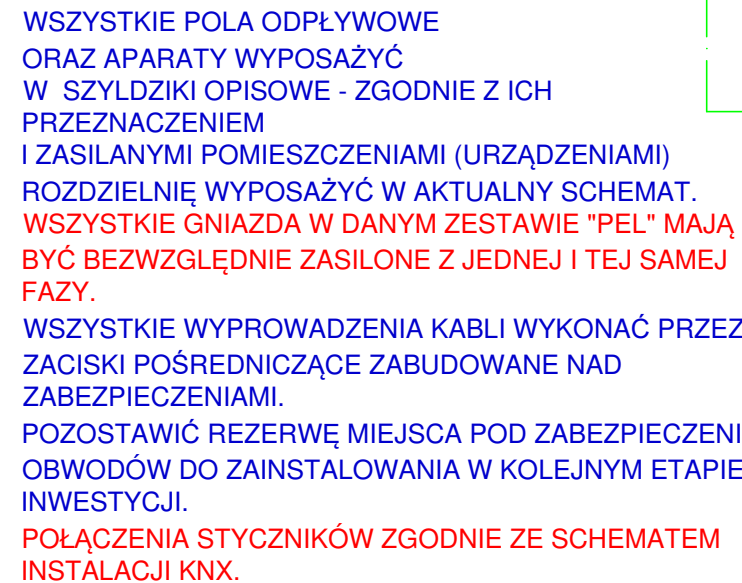 WSZYSTKIE POLA ODPŁYWOWE
ORAZ APARATY WYPOSAŻYĆ
W  SZYLDZIKI OPISOWE - ZGODNIE Z ICH
PRZEZNACZENIEM
I ZASILANYMI POMIESZCZENIAMI (URZĄDZENIAMI)
ROZDZIELNIĘ WYPOSAŻYĆ W AKTUALNY SCHEMAT.
WSZYSTKIE GNIAZDA W DANYM ZESTAWIE "PEL" MAJĄ
BYĆ BEZWZGLĘDNIE ZASILONE Z JEDNEJ I TEJ SAMEJ
FAZY.
WSZYSTKIE WYPROWADZENIA KABLI WYKONAĆ PRZEZ
ZACISKI POŚREDNICZĄCE ZABUDOWANE NAD
ZABEZPIECZENIAMI.
POZOSTAWIĆ REZERWĘ MIEJSCA POD ZABEZPIECZENI
OBWODÓW DO ZAINSTALOWANIA W KOLEJNYM ETAPIE
INWESTYCJI.
POŁĄCZENIA STYCZNIKÓW ZGODNIE ZE SCHEMATEM
INSTALACJI KNX.